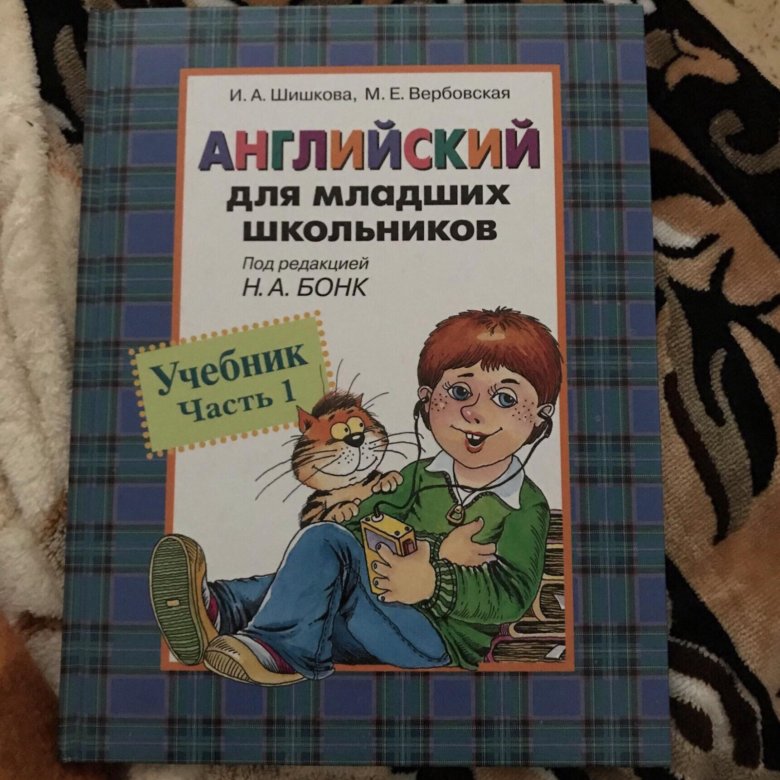 И. А. Шишкова, М. Е. Вербовская
АНГЛИЙСКИЙ
для младших
школьников
Под редакцией
Н. А. БОНК
Учебник
Часть 1